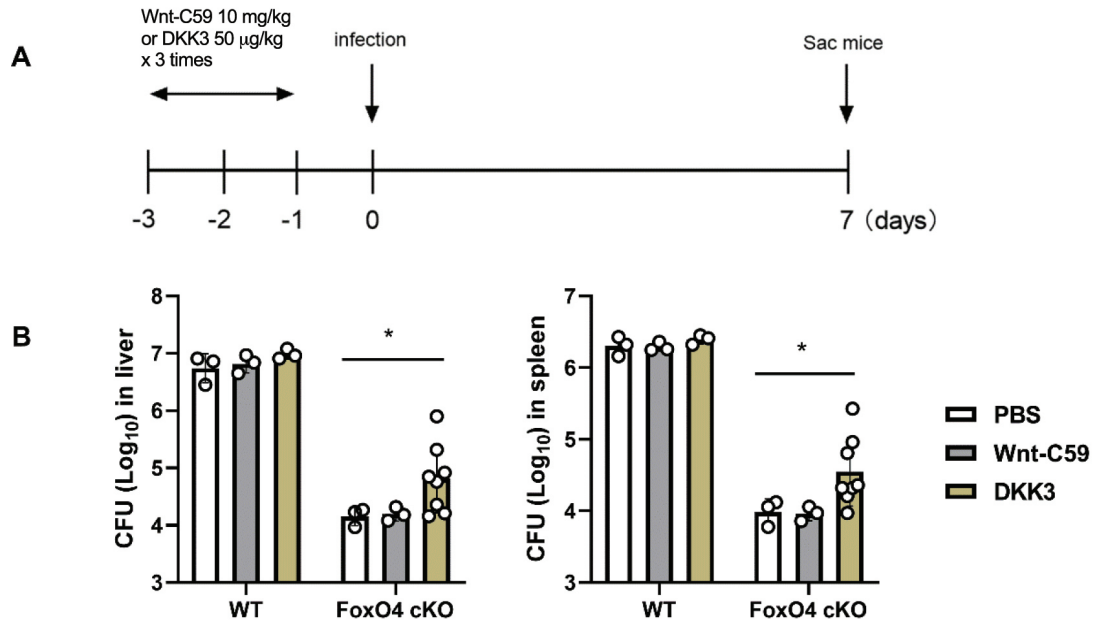 A
Wnt-C59 10 mg/kg
or DKK3 50 μg/kg
x 3 times
infection
Sac mice
-3 -2 -1 0 7 (days)
B
CFU (Log10) in liver
8
7
6
5
4
3
WT FoxO4 cKO
*
CFU (Log10) in spleen
7
6
5
4
3
WT FoxO4 cKO
*
PBS
Wnt-C59
DKK3